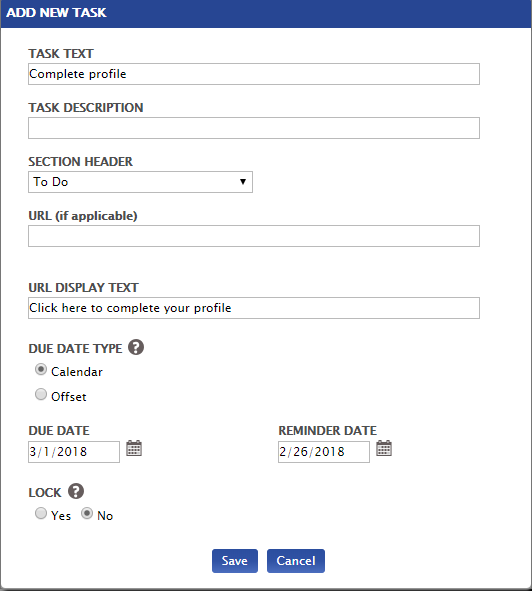 ADD NEW TASK
TASK TEXT
Complete profile
TASK DESCRIPTION
SECTION HEADER
To Do
URL (if applicable)
URL DISPLAY TEXT
Click here to complete your profile
DUE DATE TYPE ?
Calendar
Offset
DUE DATE REMINDER DATE
3/1/2018 2/26/2018
LOCK ?
Yes No
Save Cancel